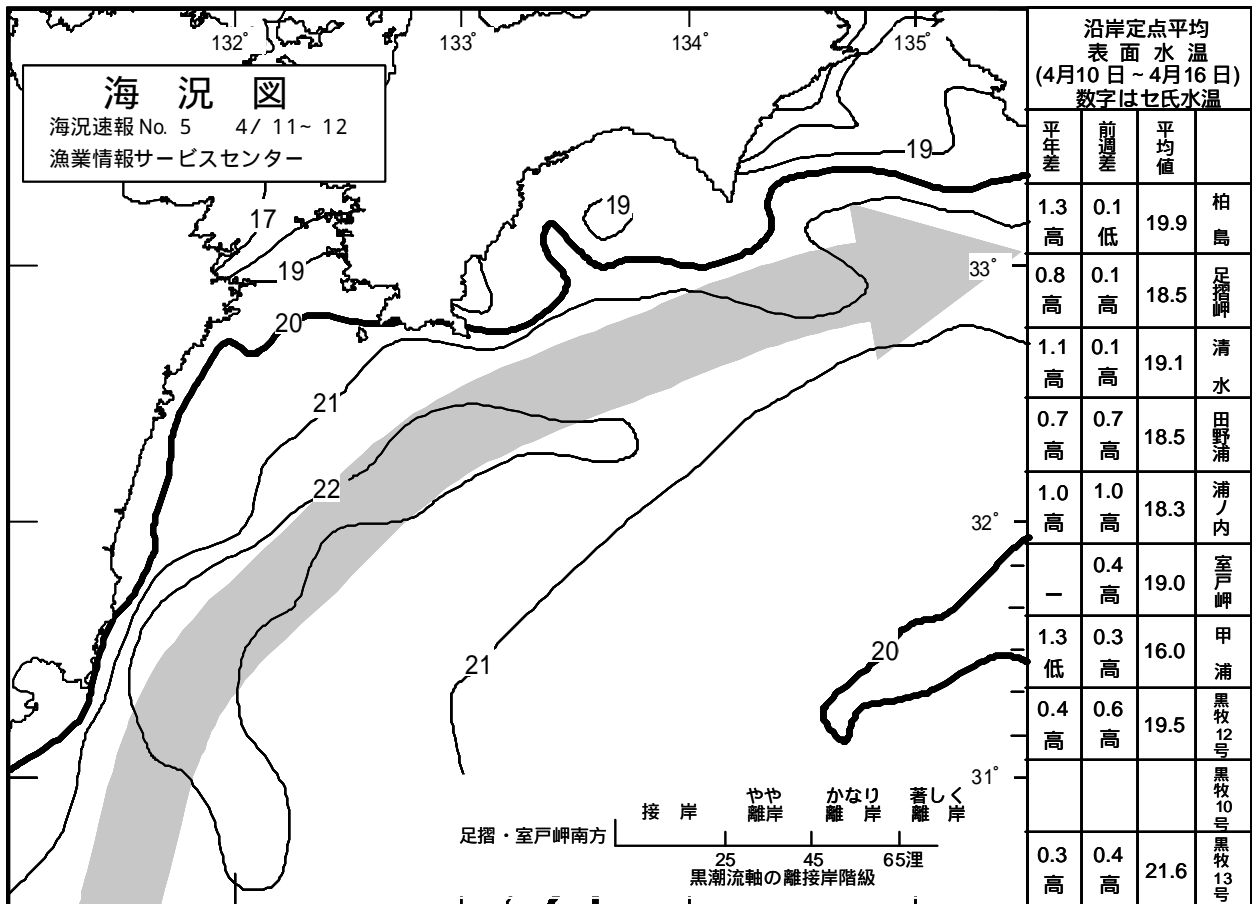 132°
133°
134°
135°
海 況 図
海況速報 No. 5 4/ 11~ 12
漁業情報サービスセンター
19
19
17
19
33°
20
21
22
32°
21
20
31°
接 岸
やや
離岸
かなり
離 岸
著しく
離 岸
足摺・室戸岬南方
25
45
65浬
黒潮流軸の離接岸階級
沿岸定点平均
表 面 水 温
(4月10 日 ~ 4月16 日)
数字はセ氏水温
平年差 前週差 平均値
1.3高 0.1低 19.9 柏島
0.8高 0.1高 18.5 足摺岬
1.1高 0.1高 19.1 清水
0.7高 0.7高 18.5 田野浦
1.0高 1.0高 18.3 浦ノ内
– 0.4高 19.0 室戸岬
1.3低 0.3高 16.0 甲浦
0.4高 0.6高 19.5 黒牧12号
黒牧10号
0.3高 0.4高 21.6 黒牧13号